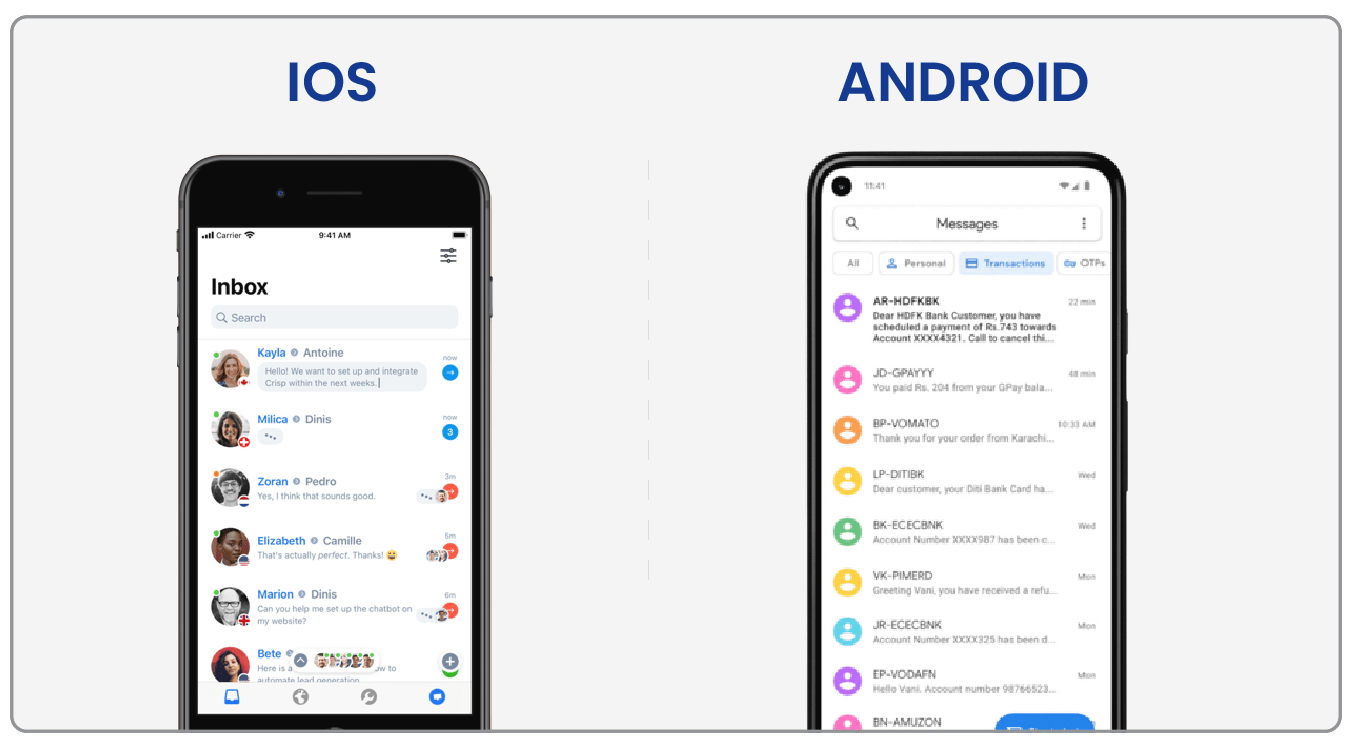 IOS
Carrier
9:41 AM
Inbox
Search
Kayla Antoine
now
Hello! We want to set up and integrate
Crisp within the next weeks.
Milica Dinis
now
3
Zoran Pedro
3m
Yes, I think that sounds good.
Elizabeth Camille
5m
That's actually perfect. Thanks! 😀
Marion Dinis
6m
Can you help me set up the chatbot on
my website?
Bete
Here is a
to
automate lead generation
ANDROID
11:41
Messages
All
Personal
Transactions
OTPs
AR-HDFKBK
22 min
Dear HDFK Bank Customer, you have
scheduled a payment of Rs.743 towards
Account XXXX4321. Call to cancel thi...
JD-GPAYYY
48 min
You paid Rs. 204 from your GPay bala...
BP-VOMATO
10:33 AM
Thank you for your order from Karachi...
LP-DITIBK
Wed
Dear customer, your Diti Bank Card ha...
BK-ECECBNK
Wed
Account Number XXXX987 has been c...
VK-PIMERD
Mon
Greeting Vani, you have received a refu...
JR-ECECBNK
Mon
Account Number XXXX325 has been d...
EP-VODAFN
Mon
Hello Vani. Account number 98766523...
BN-AMUZON